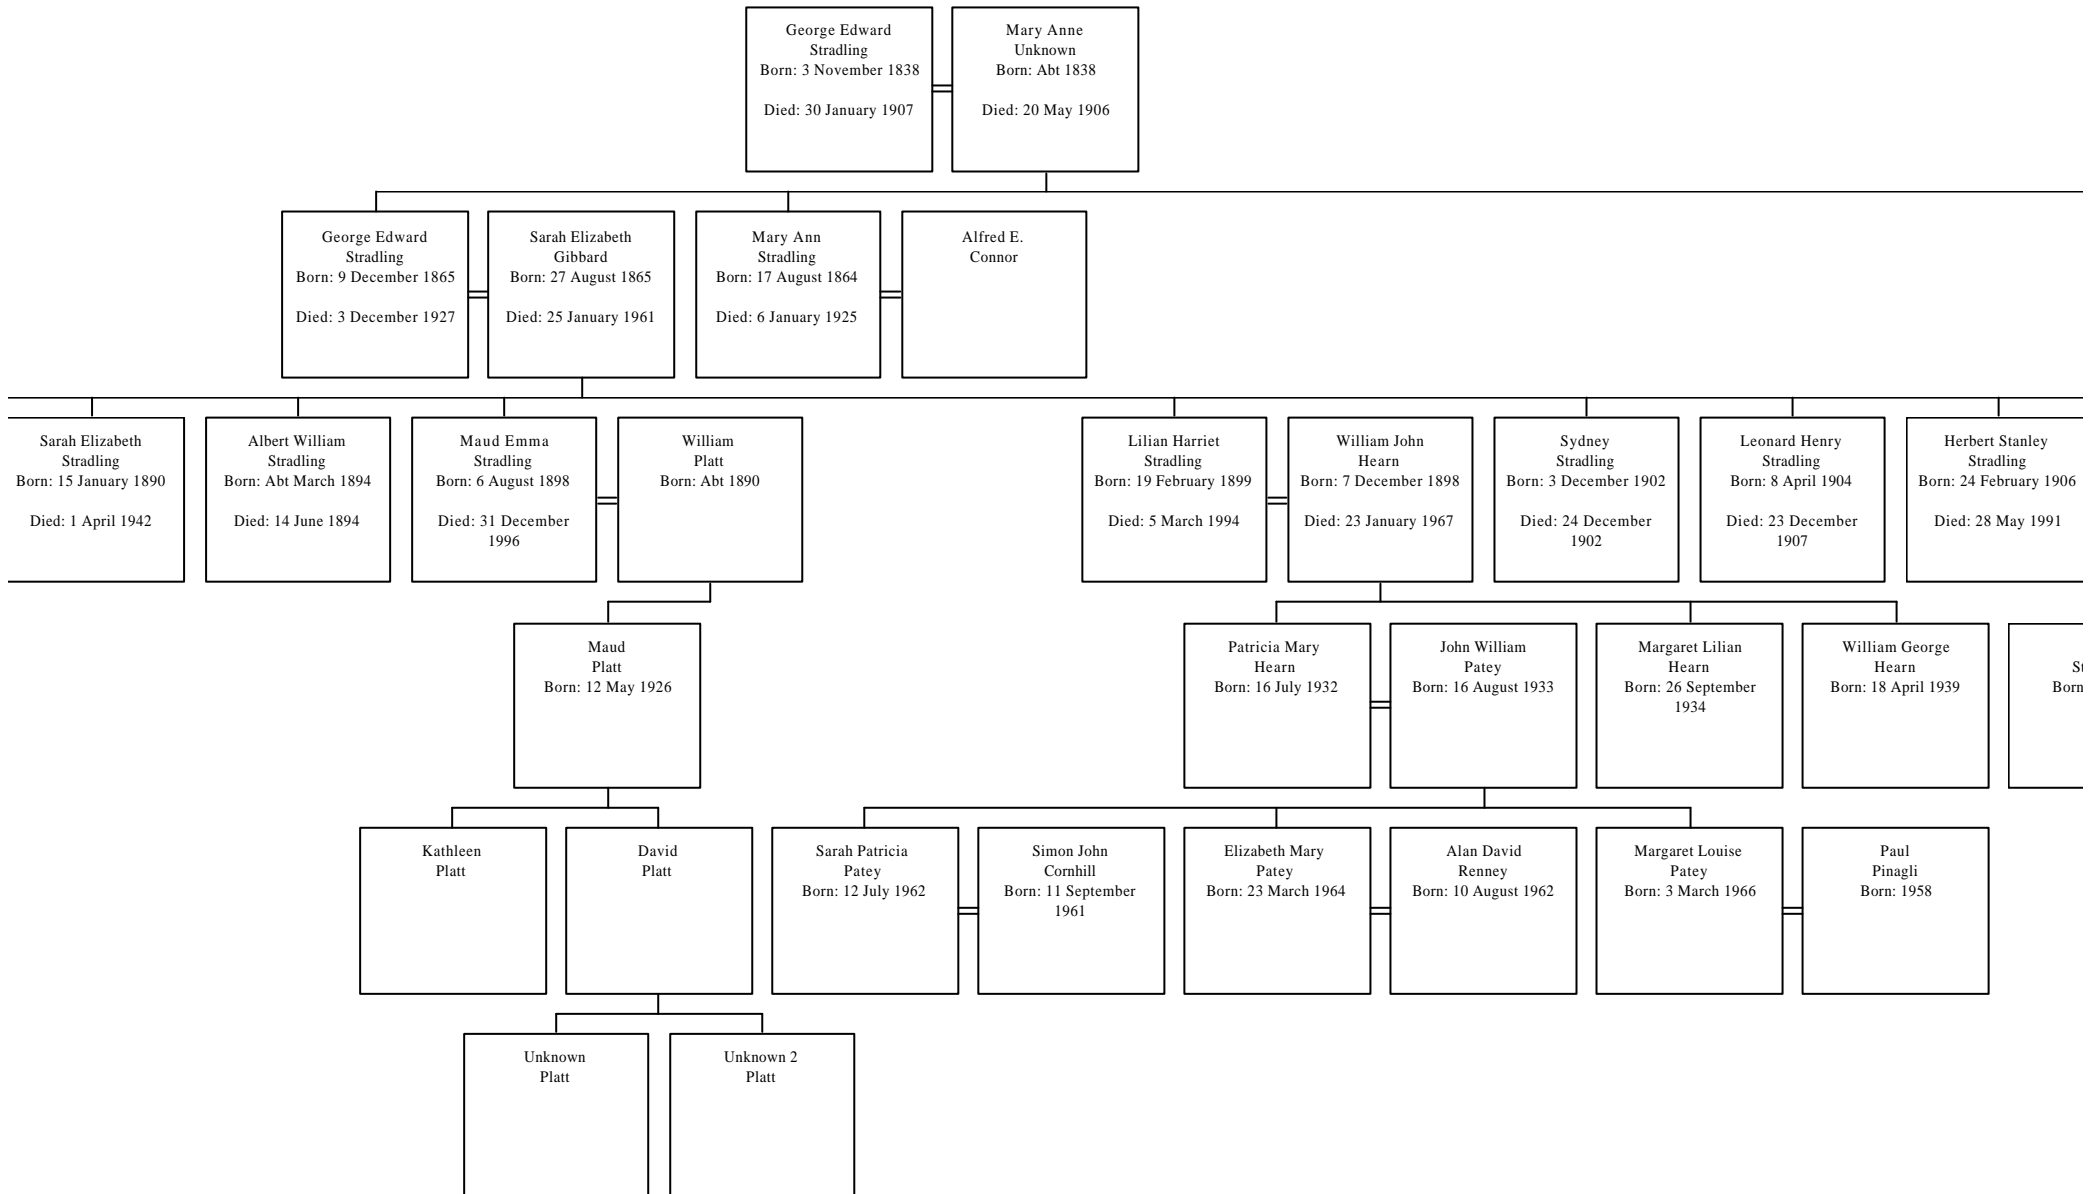 George Edward
Stradling
Born: 3 November 1838
Died: 30 January 1907
Mary Anne
Unknown
Born: Abt 1838
Died: 20 May 1906
George Edward
Stradling
Born: 9 December 1865
Died: 3 December 1927
Sarah Elizabeth
Gibbard
Born: 27 August 1865
Died: 25 January 1961
Mary Ann
Stradling
Born: 17 August 1864
Died: 6 January 1925
Alfred E.
Connor
Sarah Elizabeth
Stradling
Born: 15 January 1890
Died: 1 April 1942
Albert William
Stradling
Born: Abt March 1894
Died: 14 June 1894
Maud Emma
Stradling
Born: 6 August 1898
Died: 31 December
1996
William
Platt
Born: Abt 1890
Lilian Harriet
Stradling
Born: 19 February 1899
Died: 5 March 1994
William John
Hearn
Born: 7 December 1898
Died: 23 January 1967
Sydney
Stradling
Born: 3 December 1902
Died: 24 December
1902
Leonard Henry
Stradling
Born: 8 April 1904
Died: 23 December
1907
Herbert Stanley
Stradling
Born: 24 February 1906
Died: 28 May 1991
Maud
Platt
Born: 12 May 1926
Patricia Mary
Hearn
Born: 16 July 1932
John William
Patey
Born: 16 August 1933
Margaret Lilian
Hearn
Born: 26 September
1934
William George
Hearn
Born: 18 April 1939
St
Born
Kathleen
Platt
David
Platt
Sarah Patricia
Patey
Born: 12 July 1962
Simon John
Cornhill
Born: 11 September
1961
Elizabeth Mary
Patey
Born: 23 March 1964
Alan David
Renney
Born: 10 August 1962
Margaret Louise
Patey
Born: 3 March 1966
Paul
Pinagli
Born: 1958
Unknown
Platt
Unknown 2
Platt